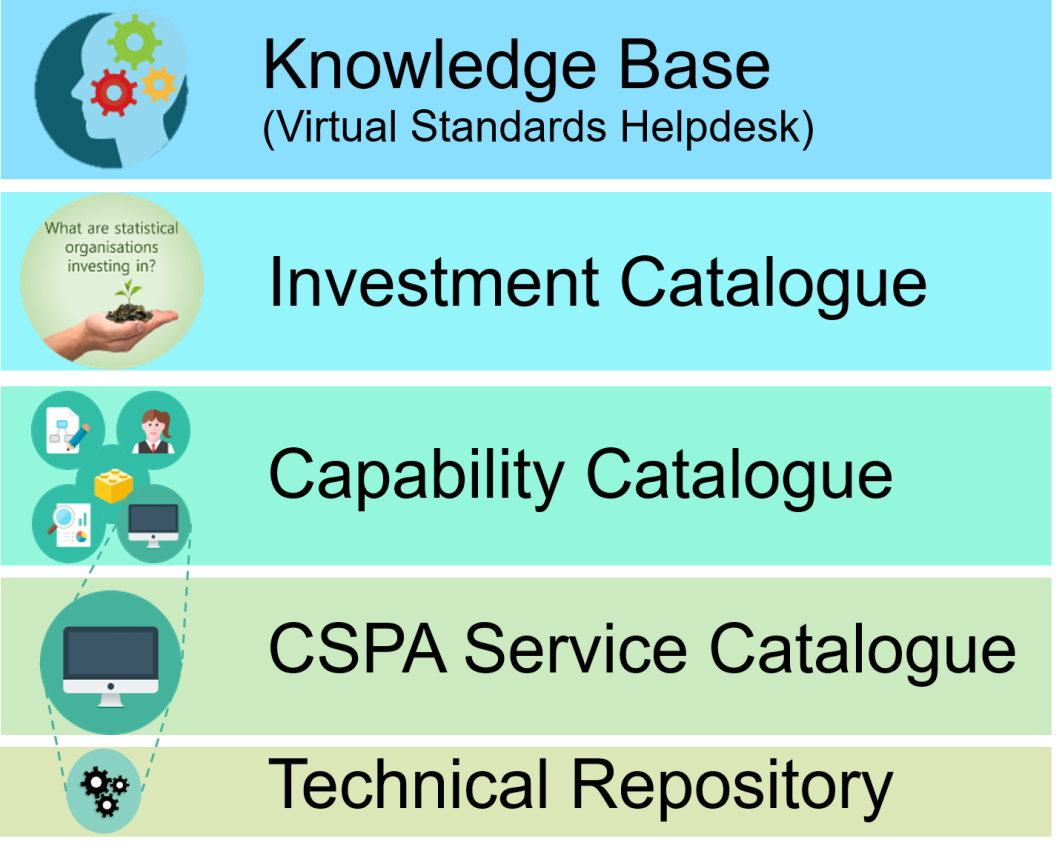 Knowledge Base
(Virtual Standards Helpdesk)
What are statistical
organisations
investing in?
Investment Catalogue
Capability Catalogue
CSPA Service Catalogue
Technical Repository